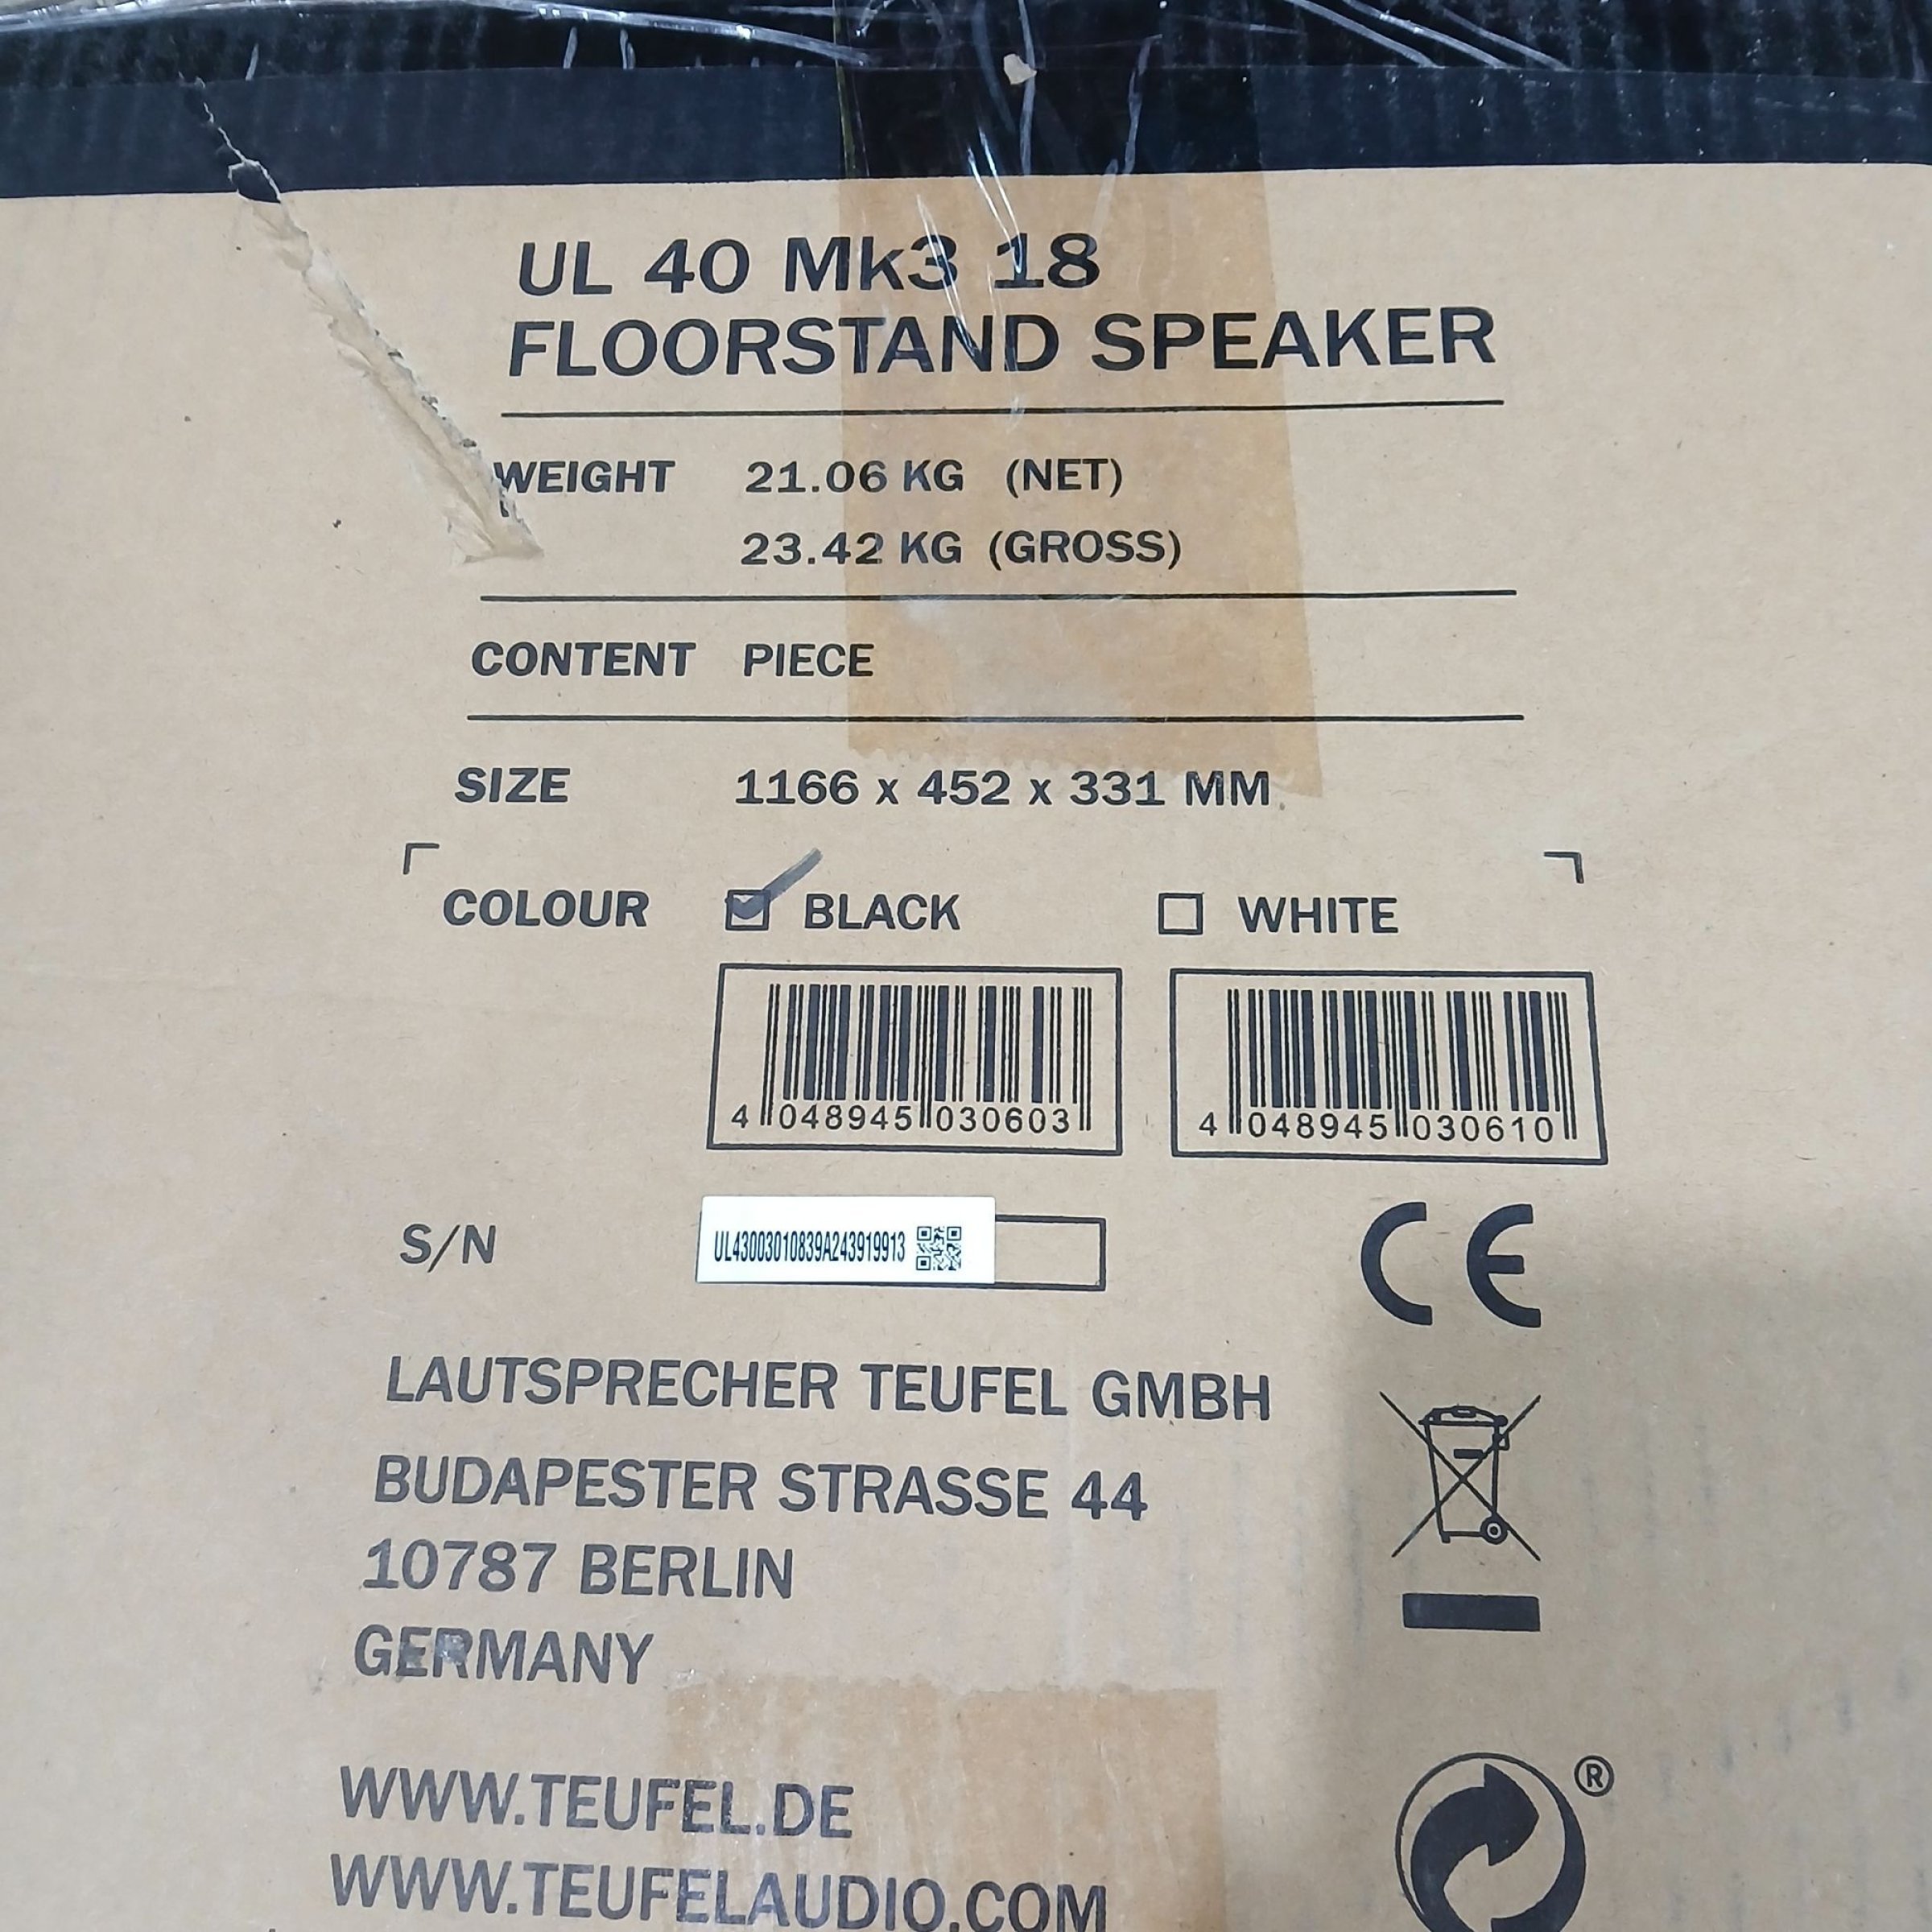 UL 40 Mk3 18
FLOORSTAND SPEAKER
WEIGHT 21.06 KG (NET)
23.42 KG (GROSS)
CONTENT PIECE
SIZE 1166 x 452 x 331 MM
COLOUR BLACK WHITE
4 048945 030603 4 048945 030610
S/N UL43003010839A243919913
CE
LAUTSPRECHER TEUFEL GMBH
BUDAPESTER STRASSE 44
10787 BERLIN
GERMANY
WWW.TEUFEL.DE
®
WWW.TEUFELAUDIO.COM